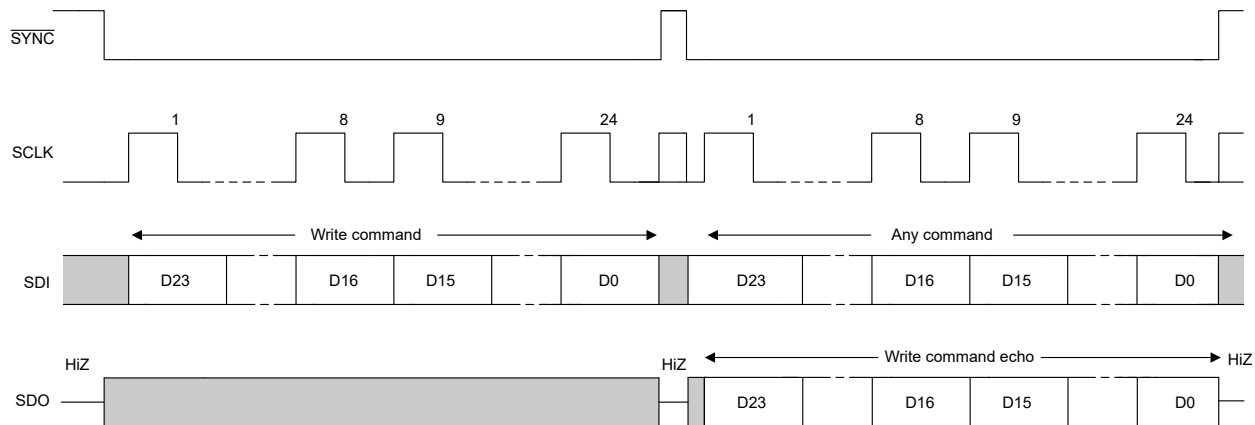 SYNC
1 8 9 24 1 8 9 24
SCLK
Write command Any command
SDI D23 D16 D15 D0 D23 D16 D15 D0
HiZ HiZ Write command echo HiZ
SDO D23 D16 D15 D0